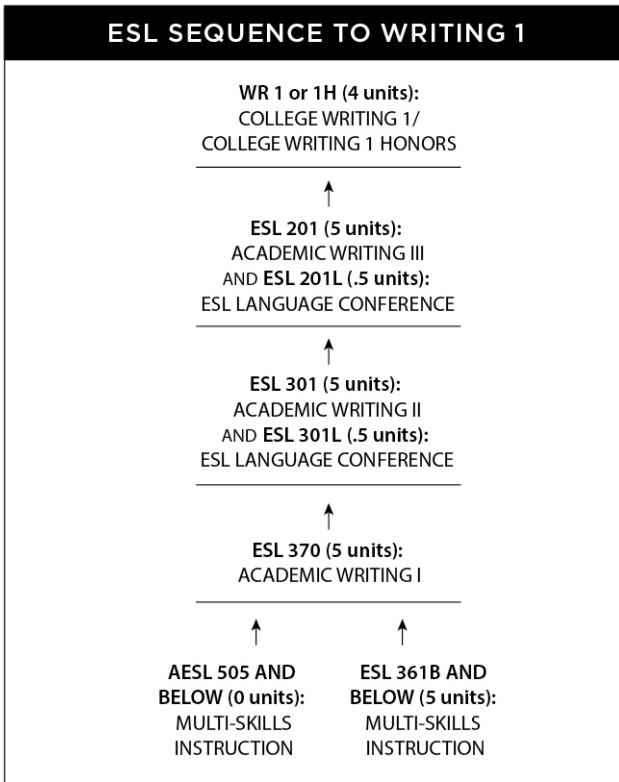 ESL SEQUENCE TO WRITING 1
WR 1 or 1H (4 units):
COLLEGE WRITING 1/
COLLEGE WRITING 1 HONORS
ESL 201 (5 units):
ACADEMIC WRITING III
AND ESL 201L (.5 units):
ESL LANGUAGE CONFERENCE
ESL 301 (5 units):
ACADEMIC WRITING II
AND ESL 301L (.5 units):
ESL LANGUAGE CONFERENCE
ESL 370 (5 units):
ACADEMIC WRITING I
AESL 505 AND
BELOW (0 units):
MULTI-SKILLS
INSTRUCTION
ESL 361B AND
BELOW (5 units):
MULTI-SKILLS
INSTRUCTION